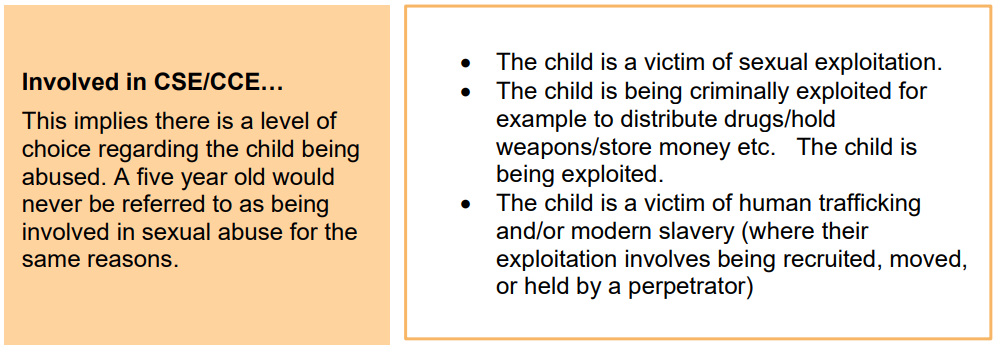 Involved in CSE/CCE…
This implies there is a level of
choice regarding the child being
abused. A five year old would
never be referred to as being
involved in sexual abuse for the
same reasons.
• The child is a victim of sexual exploitation.
• The child is being criminally exploited for
example to distribute drugs/hold
weapons/store money etc.   The child is
being exploited.
• The child is a victim of human trafficking
and/or modern slavery (where their
exploitation involves being recruited, moved,
or held by a perpetrator)